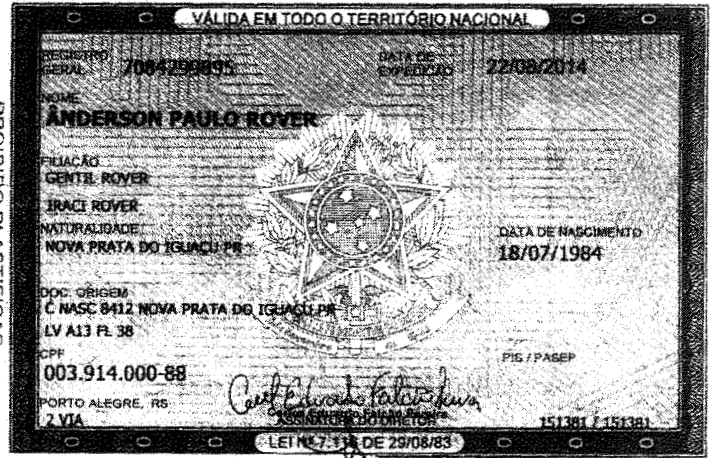 VÁLIDA EM TODO O TERRITÓRIO NACIONAL
REGISTRO GERAL 7084299895 DATA DE EXPEDIÇÃO 22/08/2014
NOME
ANDERSON PAULO ROVER
FILIAÇÃO
GENTIL ROVER
IRACI ROVER
NATURALIDADE DATA DE NASCIMENTO
NOVA PRATA DO IGUAÇU PR 18/07/1984
DOC. ORIGEM
C NASC 8412 NOVA PRATA DO IGUAÇU PR
LV A13 FL 38
CPF PIS / PASEP
003.914.000-88
PORTO ALEGRE, RS
2 VIA ASSINATURA DO DIRETOR 151381 / 151381
LEI Nº 7.116 DE 29/08/83